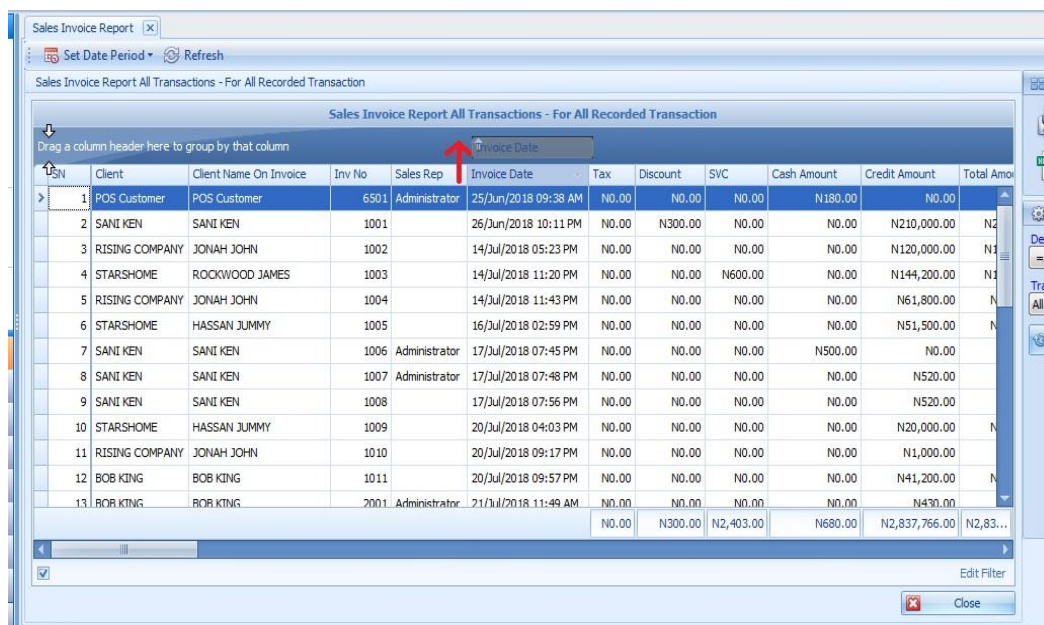 Sales Invoice Report
Set Date Period Refresh
Sales Invoice Report All Transactions - For All Recorded Transaction
Sales Invoice Report All Transactions - For All Recorded Transaction
Drag a column header here to group by that column Invoice Date
SN Client Client Name On Invoice Inv No Sales Rep Invoice Date Tax Discount SVC Cash Amount Credit Amount Total Amou
1 POS Customer POS Customer 6501 Administrator 25/Jun/2018 09:38 AM N0.00 N0.00 N0.00 N180.00 N0.00
2 SANI KEN SANI KEN 1001 26/Jun/2018 10:11 PM N0.00 N300.00 N0.00 N0.00 N210,000.00 N2
3 RISING COMPANY JONAH JOHN 1002 14/Jul/2018 05:23 PM N0.00 N0.00 N0.00 N0.00 N120,000.00 N1
4 STARSHOME ROCKWOOD JAMES 1003 14/Jul/2018 11:20 PM N0.00 N0.00 N600.00 N0.00 N144,200.00 N1
5 RISING COMPANY JONAH JOHN 1004 14/Jul/2018 11:43 PM N0.00 N0.00 N0.00 N0.00 N61,800.00 N
6 STARSHOME HASSAN JUMMY 1005 16/Jul/2018 02:59 PM N0.00 N0.00 N0.00 N0.00 N51,500.00 N
7 SANI KEN SANI KEN 1006 Administrator 17/Jul/2018 07:45 PM N0.00 N0.00 N0.00 N500.00 N0.00
8 SANI KEN SANI KEN 1007 Administrator 17/Jul/2018 07:48 PM N0.00 N0.00 N0.00 N0.00 N520.00
9 SANI KEN SANI KEN 1008 17/Jul/2018 07:56 PM N0.00 N0.00 N0.00 N0.00 N520.00
10 STARSHOME HASSAN JUMMY 1009 20/Jul/2018 04:03 PM N0.00 N0.00 N0.00 N0.00 N20,000.00 N
11 RISING COMPANY JONAH JOHN 1010 20/Jul/2018 09:17 PM N0.00 N0.00 N0.00 N0.00 N1,000.00
12 BOB KING BOB KING 1011 20/Jul/2018 09:57 PM N0.00 N0.00 N0.00 N0.00 N41,200.00 N
13 BOB KING BOB KING 2001 Administrator 21/Jul/2018 11:49 AM N0.00 N0.00 N0.00 N0.00 N430.00
N0.00 N300.00 N2,403.00 N680.00 N2,837,766.00 N2,83...
Edit Filter
Close
De
=
Tra
All